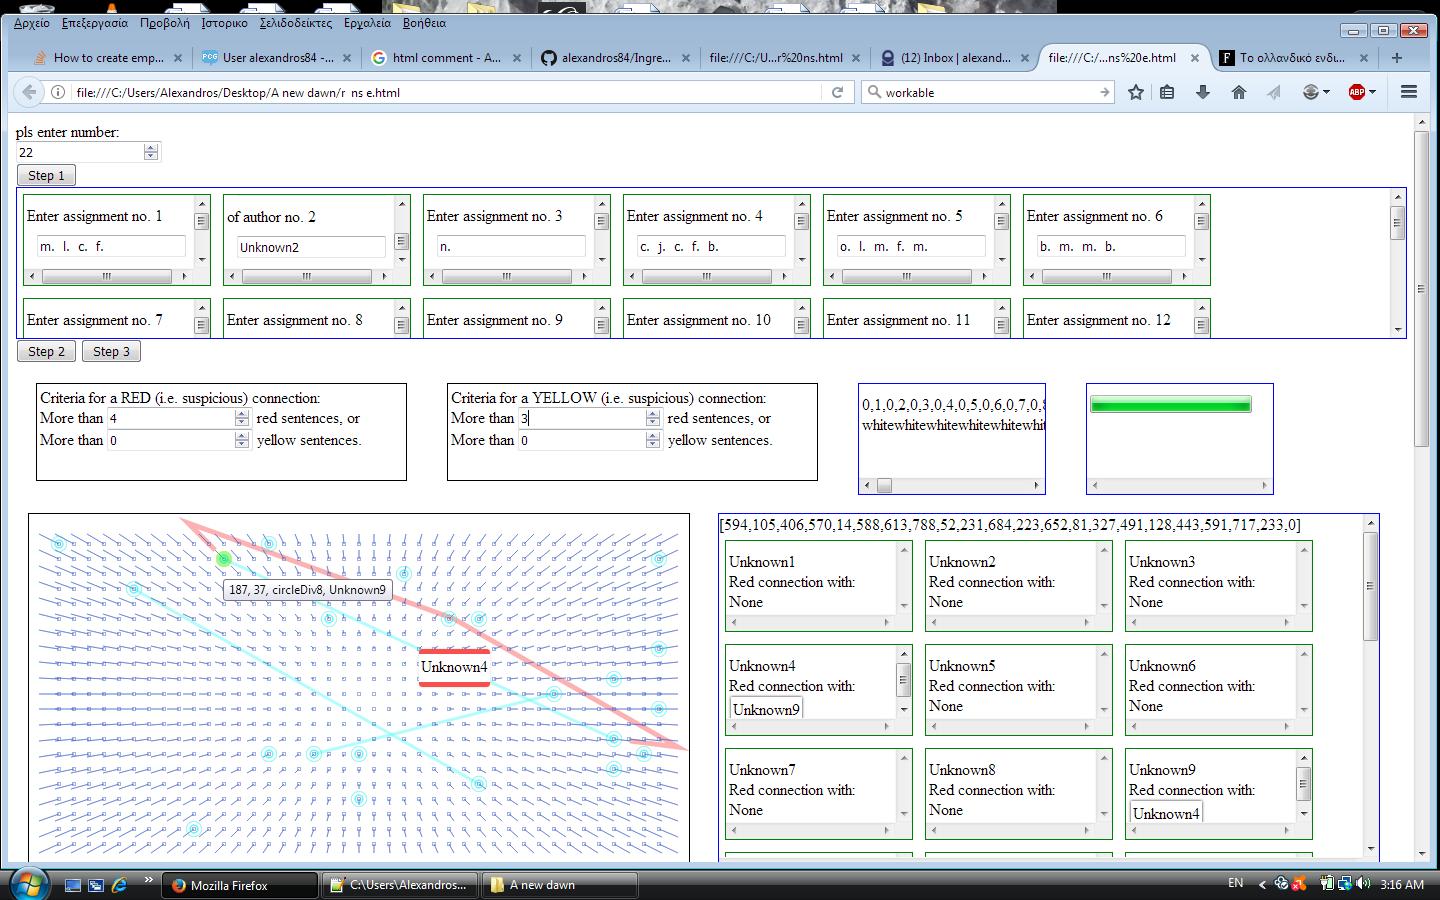 Αρχείο Επεξεργασία Προβολή Ιστορικο Σελιδοδείκτες Εργαλεία Βοήθεια
How to create emp...
User alexandros84 -...
html comment - A...
alexandros84/Ingre...
file:///C:/U...r%20ns.html
(12) Inbox | alexand...
file:///C:/...ns%20e.html
Το ολλανδικό ενδι...
file:///C:/Users/Alexandros/Desktop/A new dawn/r ns e.html
workable
ABP
pls enter number:
22
Step 1
Enter assignment no. 1
m. l. c. f.
of author no. 2
Unknown2
Enter assignment no. 3
n.
Enter assignment no. 4
c. j. c. f. b.
Enter assignment no. 5
o. l. m. f. m.
Enter assignment no. 6
b. m. m. b.
Enter assignment no. 7
Enter assignment no. 8
Enter assignment no. 9
Enter assignment no. 10
Enter assignment no. 11
Enter assignment no. 12
Step 2
Step 3
Criteria for a RED (i.e. suspicious) connection:
More than 4 red sentences, or
More than 0 yellow sentences.
Criteria for a YELLOW (i.e. suspicious) connection:
More than 3 red sentences, or
More than 0 yellow sentences.
0,1,0,2,0,3,0,4,0,5,0,6,0,7,0,8
whitewhitewhitewhitewhitewhit
187, 37, circleDiv8, Unknown9
Unknown4
[594,105,406,570,14,588,613,788,52,231,684,223,652,81,327,491,128,443,591,717,233,0]
Unknown1
Red connection with:
None
Unknown2
Red connection with:
None
Unknown3
Red connection with:
None
Unknown4
Red connection with:
Unknown9
Unknown5
Red connection with:
None
Unknown6
Red connection with:
None
Unknown7
Red connection with:
None
Unknown8
Red connection with:
None
Unknown9
Red connection with:
Unknown4
Mozilla Firefox
C:\Users\Alexandros...
A new dawn
EN
3:16 AM